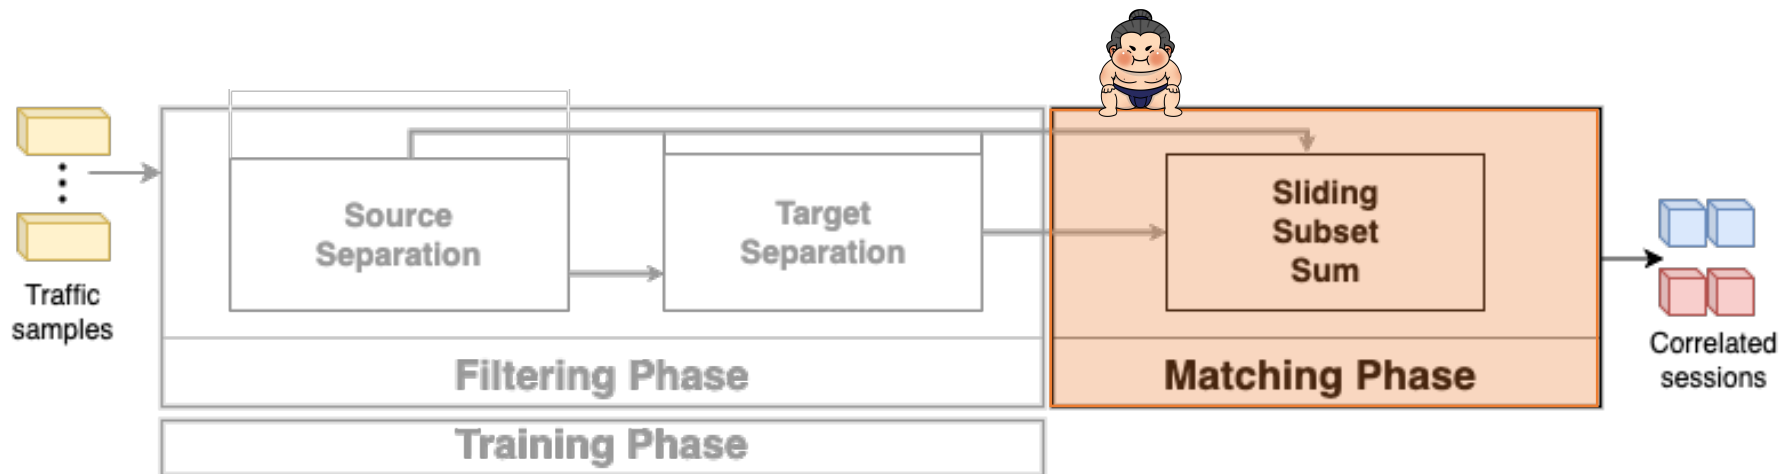 Traffic
samples
Source
Separation
Target
Separation
Filtering Phase
Training Phase
Sliding
Subset
Sum
Matching Phase
Correlated
sessions